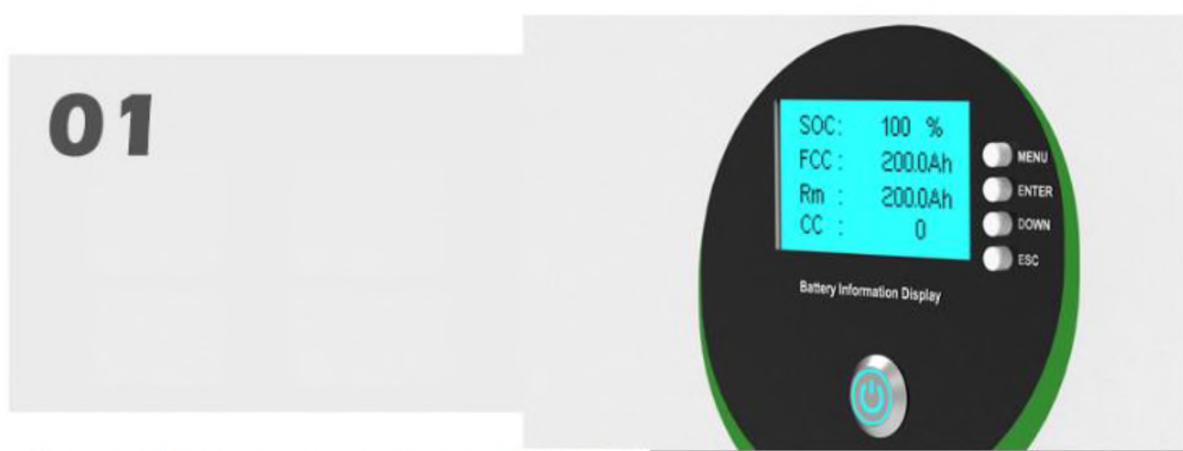 01
SOC: 100 %
FCC : 200.0Ah
Rm : 200.0Ah
CC : 0
MENU
ENTER
DOWN
ESC
Battery Information Display